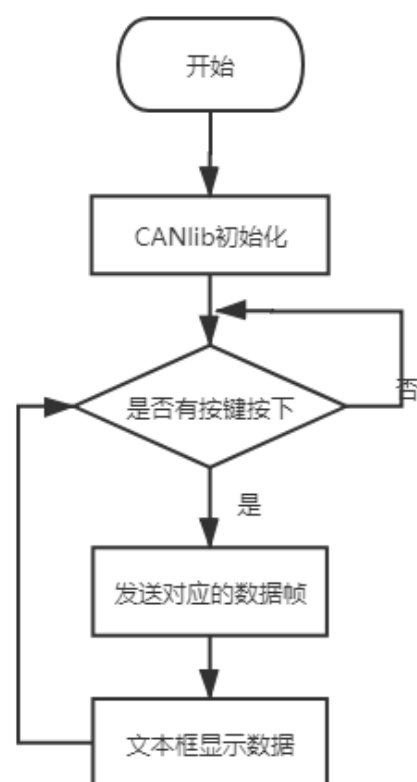 开始
CANlib初始化
否
是否有按键按下
是
发送对应的数据帧
文本框显示数据